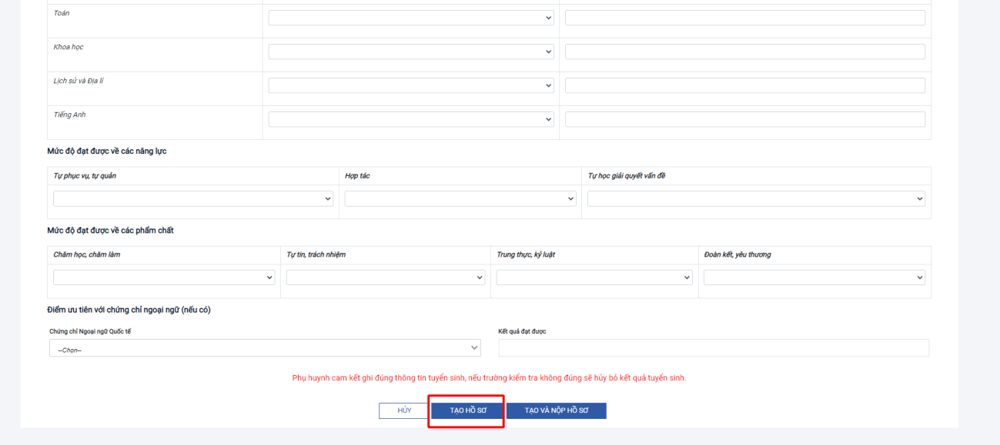 Toán
Khoa học
Lịch sử và Địa lí
Tiếng Anh
Mức độ đạt được về các năng lực
Tự phục vụ, tự quản
Hợp tác
Tự học giải quyết vấn đề
Mức độ đạt được về các phẩm chất
Chăm học, chăm làm
Tự tin, trách nhiệm
Trung thực, kỷ luật
Đoàn kết, yêu thương
Điểm ưu tiên với chứng chỉ ngoại ngữ (nếu có)
Chứng chỉ Ngoại ngữ Quốc tế
Kết quả đạt được
--Chọn--
Phụ huynh cam kết ghi đúng thông tin tuyển sinh, nếu trường kiểm tra không đúng sẽ hủy bỏ kết quả tuyển sinh.
HỦY
TẠO HỒ SƠ
TẠO VÀ NỘP HỒ SƠ